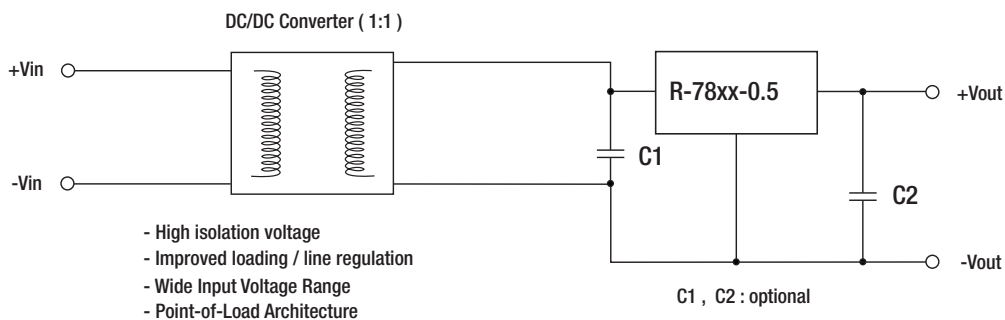 DC/DC Converter ( 1:1 )
+Vin
R-78xx-0.5
+Vout
C1
-Vin
C2
- High isolation voltage
- Improved loading / line regulation
- Wide Input Voltage Range
- Point-of-Load Architecture
-Vout
C1 , C2 : optional